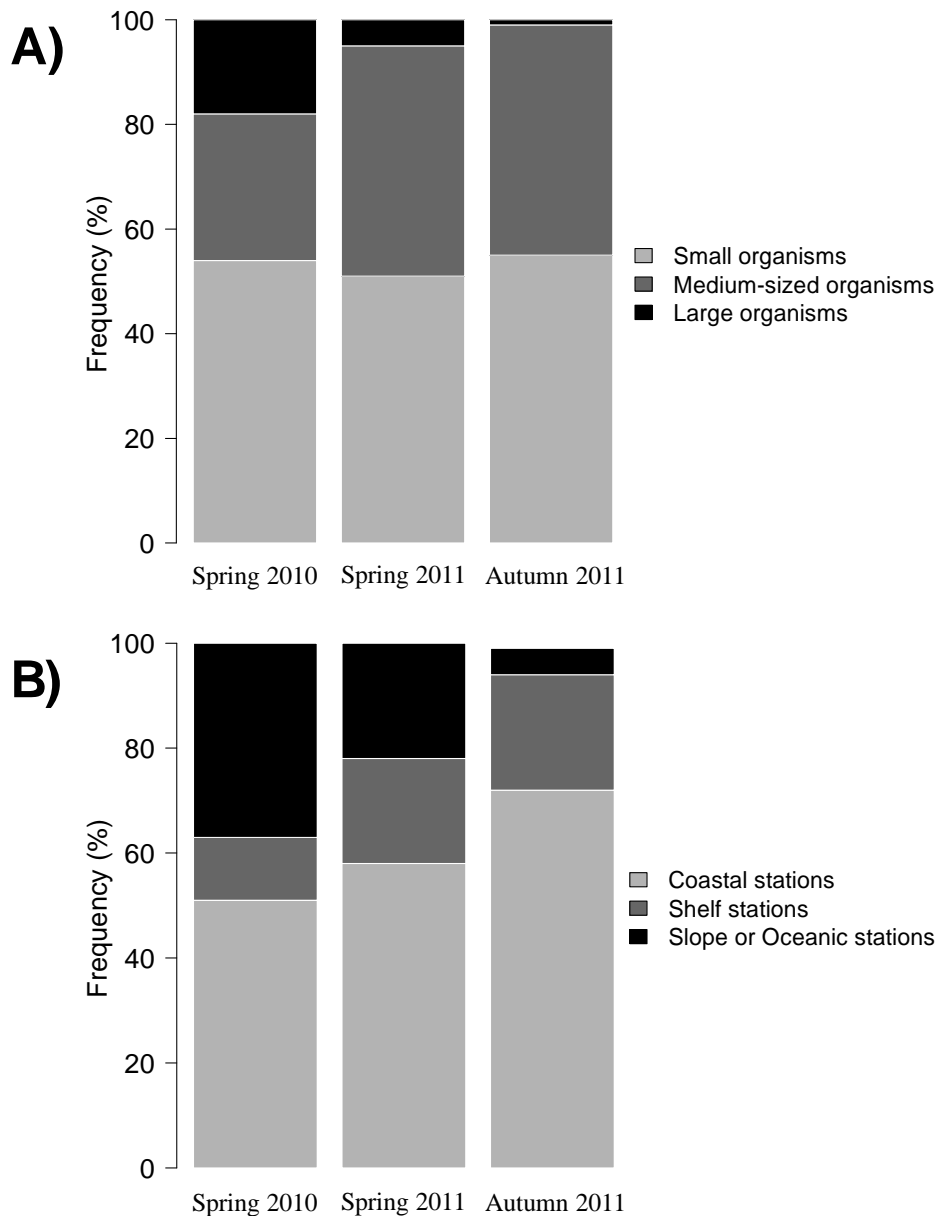 A)
100
80
60
40
20
0
Frequency (%)
Small organisms
Medium-sized organisms
Large organisms
Spring 2010 Spring 2011 Autumn 2011
B)
100
80
60
40
20
0
Frequency (%)
Coastal stations
Shelf stations
Slope or Oceanic stations
Spring 2010 Spring 2011 Autumn 2011